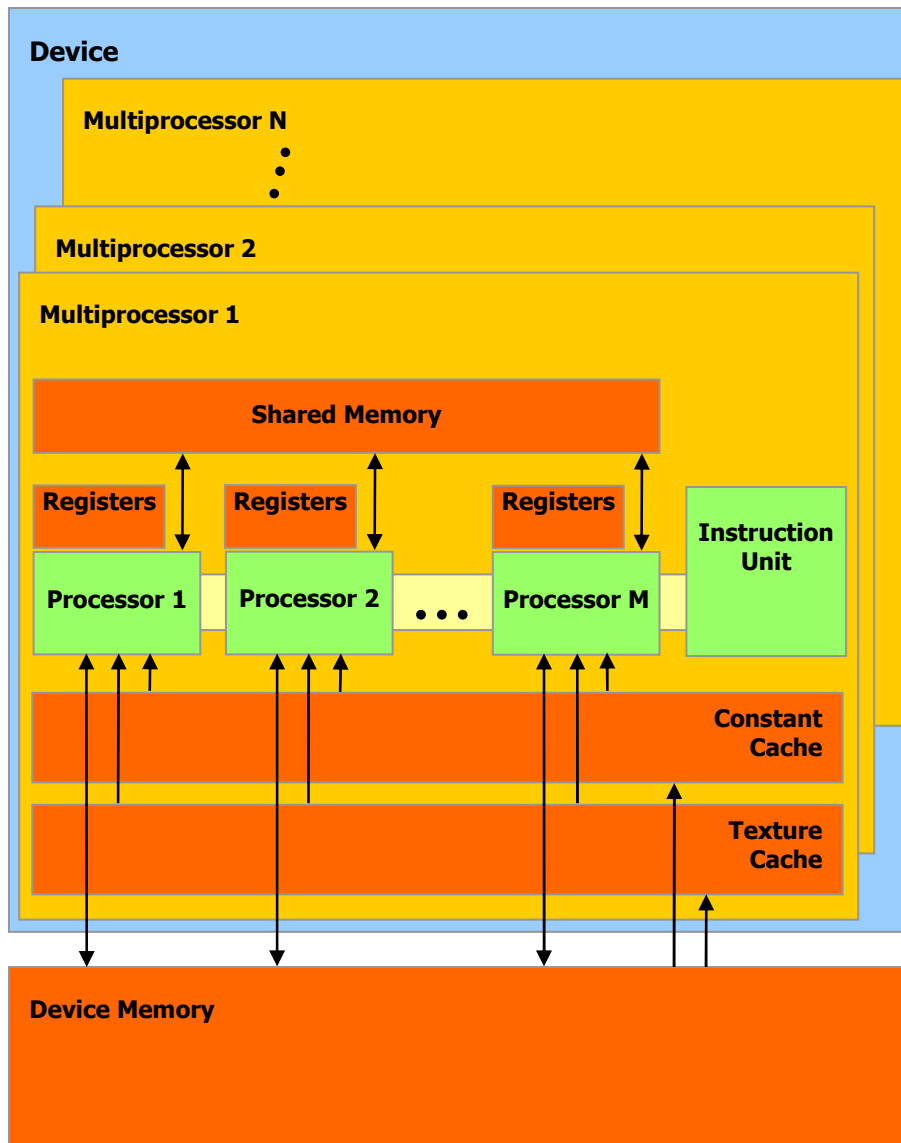 Device
Multiprocessor N
Multiprocessor 2
Multiprocessor 1
Shared Memory
Registers
Registers
Registers
Instruction
Unit
Processor 1
Processor 2
Processor M
Constant
Cache
Texture
Cache
Device Memory